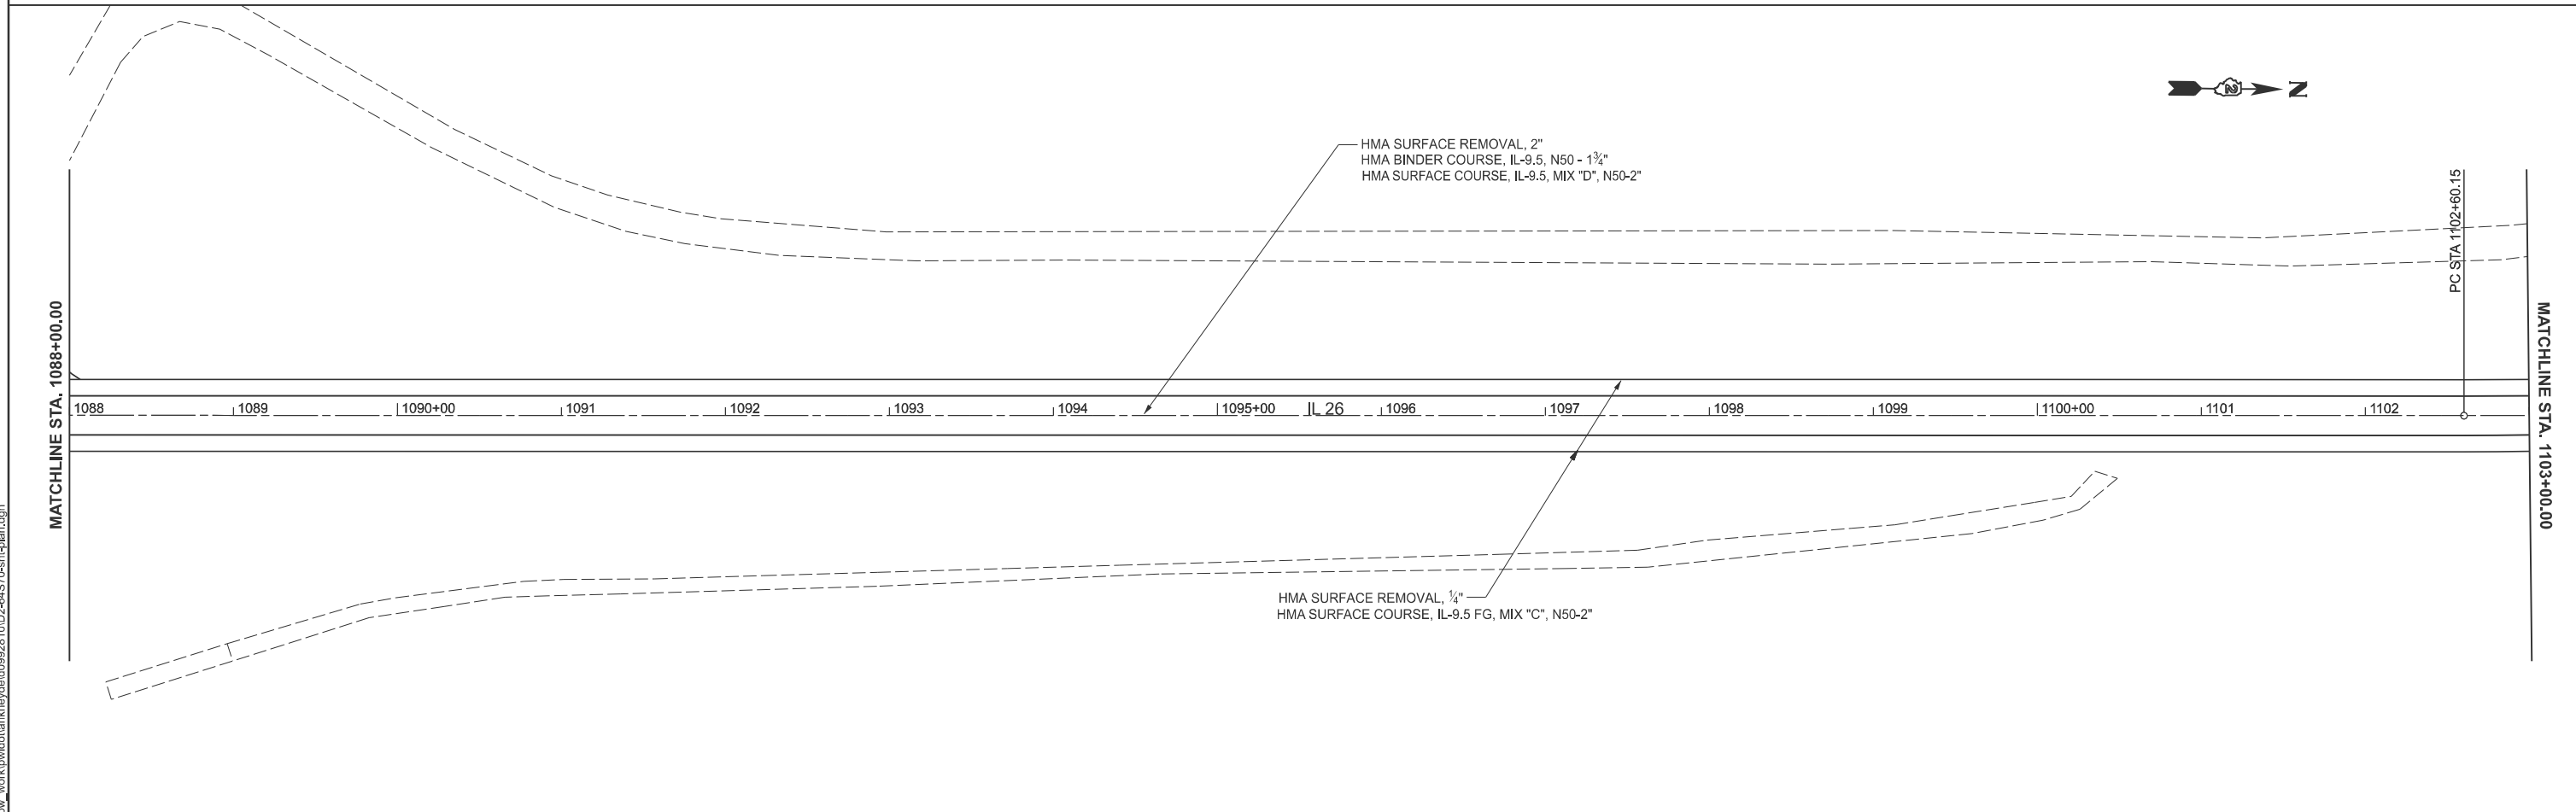 N
2
HMA SURFACE REMOVAL, 2"
HMA BINDER COURSE, IL-9.5, N50 - 1¾"
HMA SURFACE COURSE, IL-9.5, MIX "D", N50-2"
PC STA 1102+60.15
MATCHLINE STA. 1088+00.00
1088 1089 1090+00 1091 1092 1093 1094 1095+00 IL 26 1096 1097 1098 1099 1100+00 1101 1102
MATCHLINE STA. 1103+00.00
HMA SURFACE REMOVAL, ¼"
HMA SURFACE COURSE, IL-9.5 FG, MIX "C", N50-2"